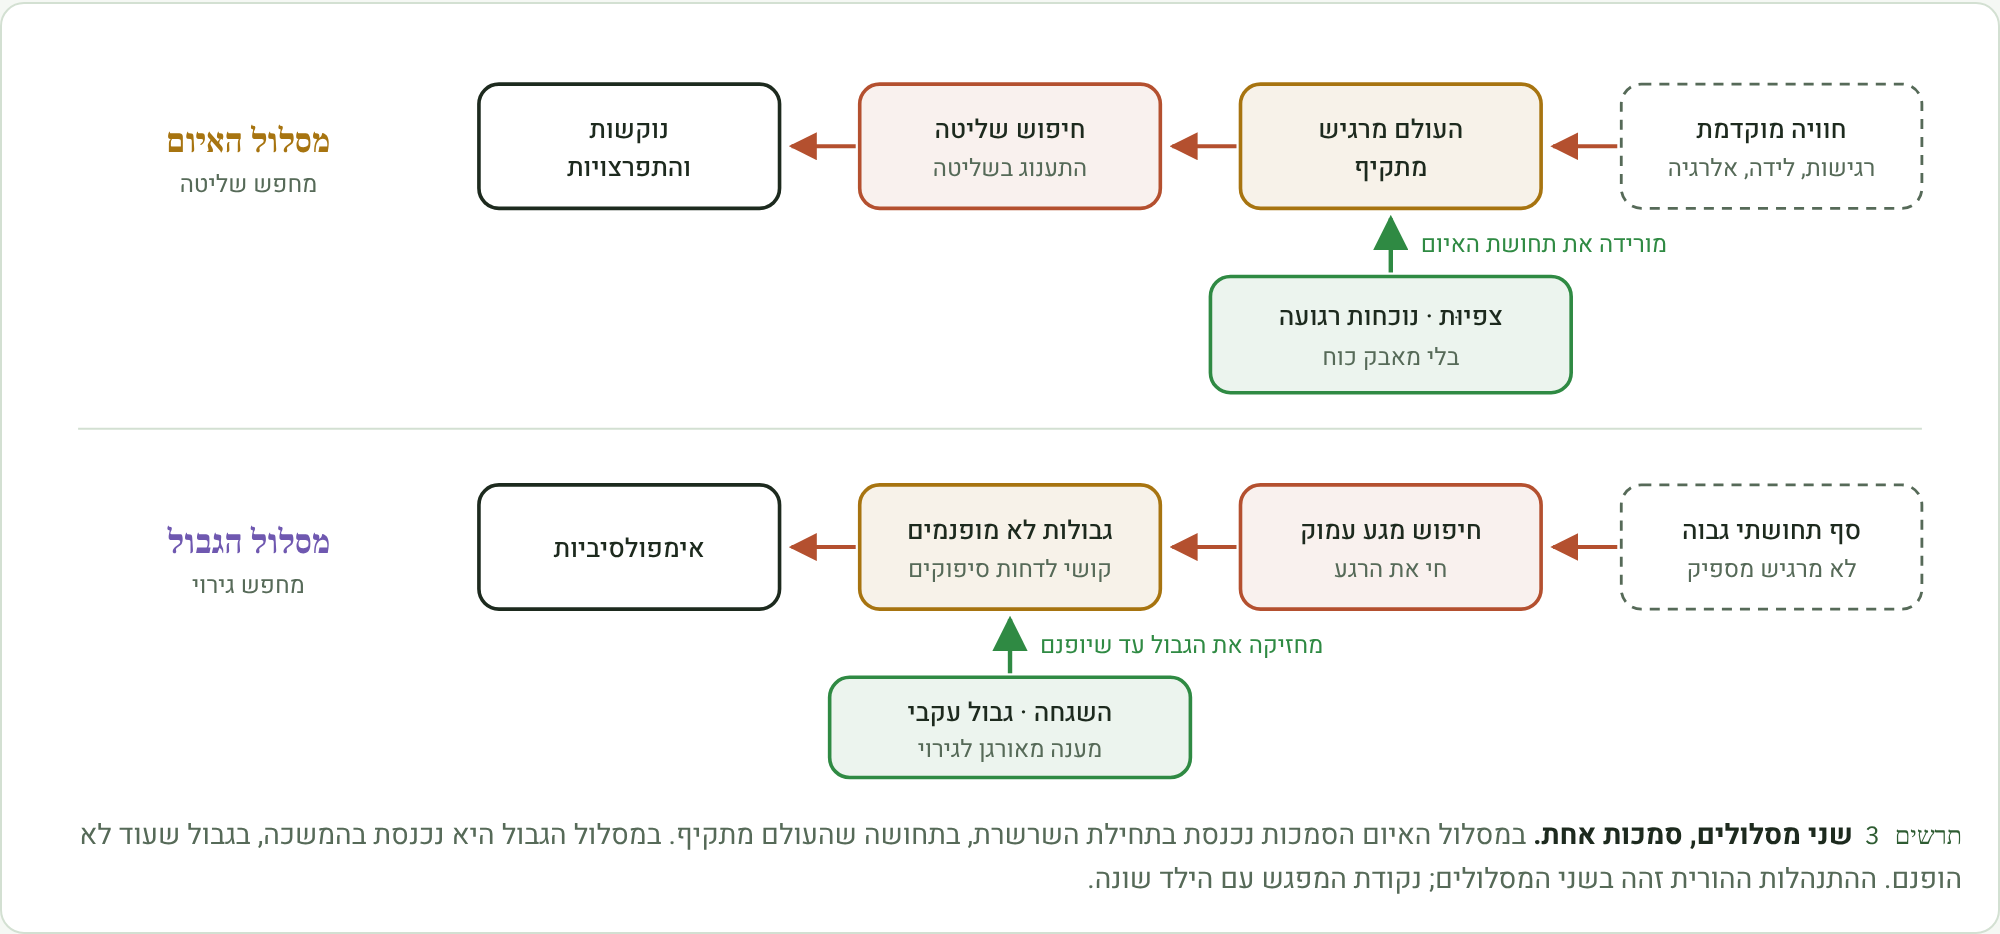 חוויה מוקדמת
רגישות, לידה, אלרגיה
העולם מרגיש
מתקיף
חיפוש שליטה
התענוג בשליטה
נוקשות
והתפרצויות
מסלול האיום
מחפש שליטה
מורידה את תחושת האיום
צפיוּת · נוכחות רגועה
בלי מאבק כוח
סף תחושתי גבוה
לא מרגיש מספיק
חיפוש מגע עמוק
חי את הרגע
גבולות לא מופנמים
קושי לדחות סיפוקים
אימפולסיביות
מסלול הגבול
מחפש גירוי
מחזיקה את הגבול עד שיופנם
השגחה · גבול עקבי
מענה מאורגן לגירוי
תרשים 3 שני מסלולים, סמכות אחת. במסלול האיום הסמכות נכנסת בתחילת השרשרת, בתחושה שהעולם מתקיף. במסלול הגבול היא נכנסת בהמשכה, בגבול שעוד לא
הופנם. ההתנהלות ההורית זהה בשני המסלולים; נקודת המפגש עם הילד שונה.